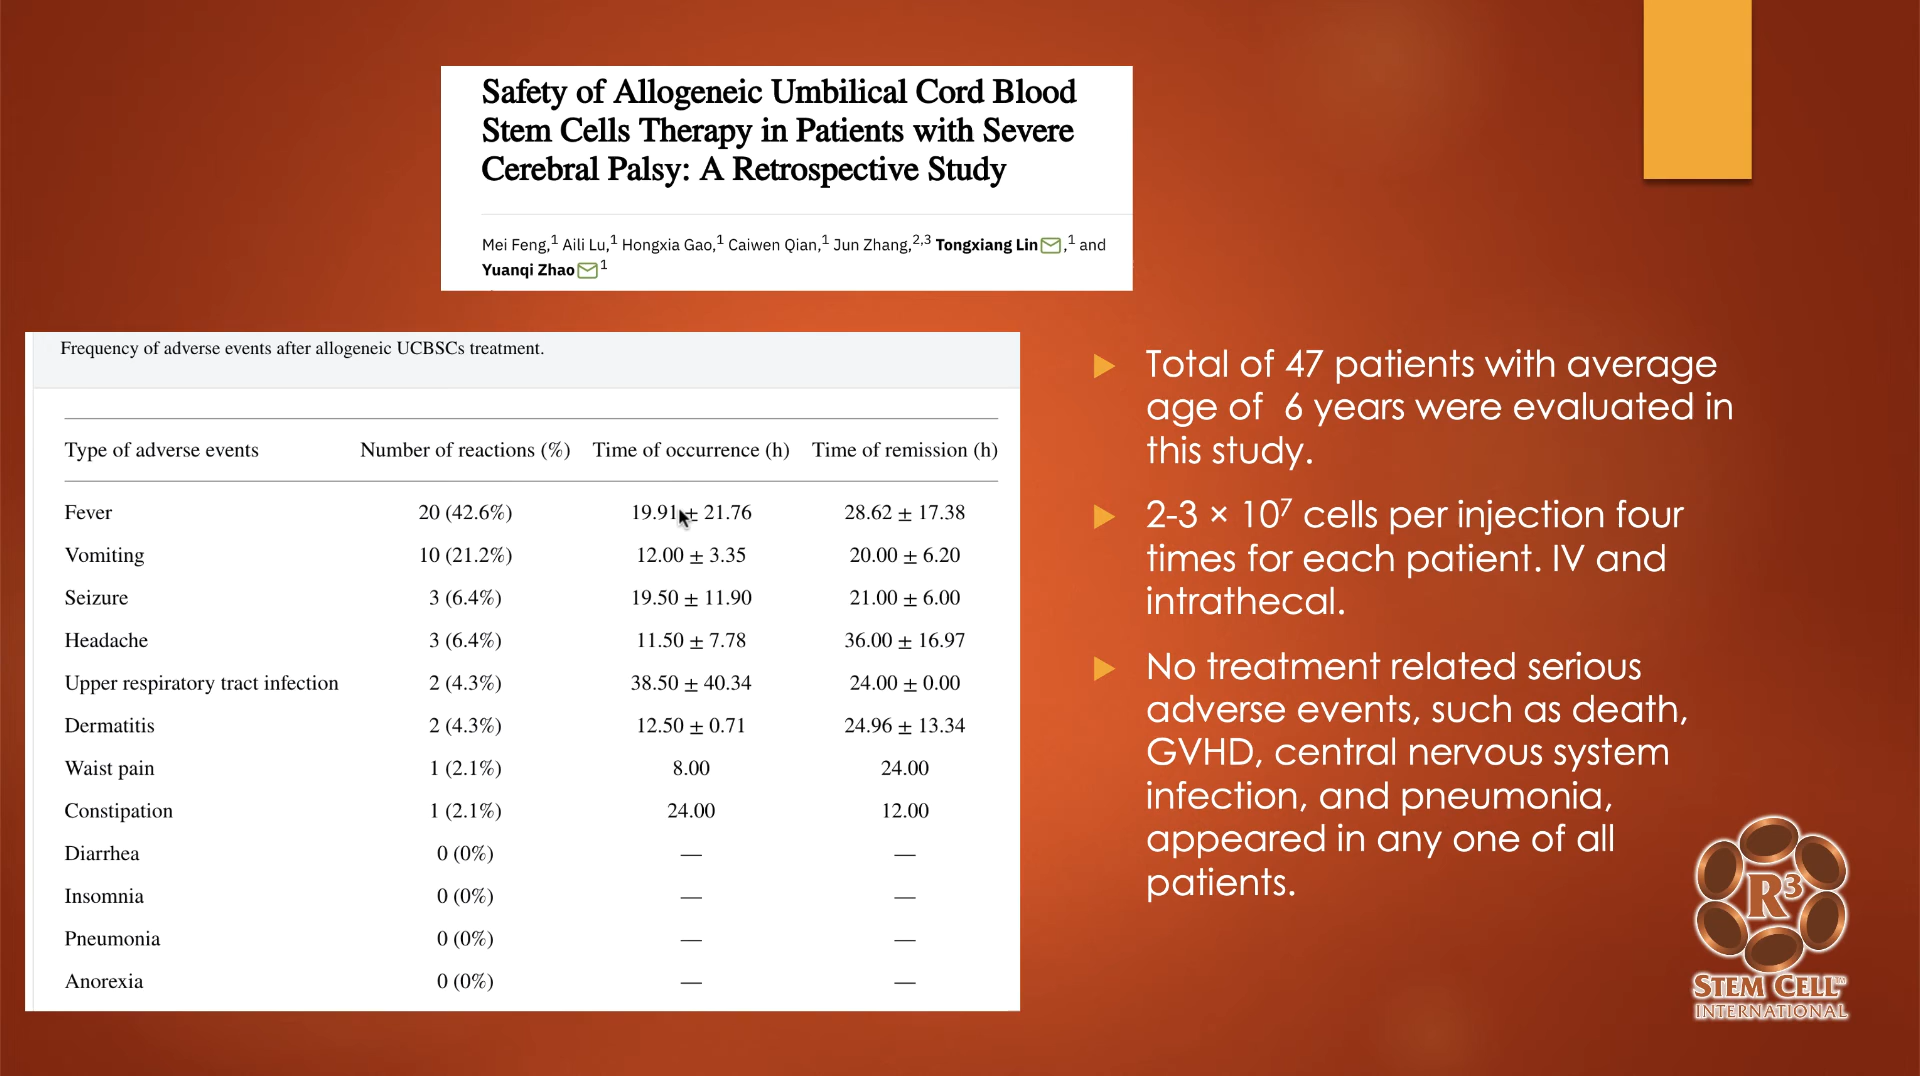 Safety of Allogeneic Umbilical Cord Blood
Stem Cells Therapy in Patients with Severe
Cerebral Palsy: A Retrospective Study
Mei Feng,1 Aili Lu,1 Hongxia Gao,1 Caiwen Qian,1 Jun Zhang,2,3 Tongxiang Lin ,1 and
Yuanqi Zhao 1
Frequency of adverse events after allogeneic UCBSCs treatment.
Type of adverse events Number of reactions (%) Time of occurrence (h) Time of remission (h)
Fever 20 (42.6%) 19.91 ± 21.76 28.62 ± 17.38
Vomiting 10 (21.2%) 12.00 ± 3.35 20.00 ± 6.20
Seizure 3 (6.4%) 19.50 ± 11.90 21.00 ± 6.00
Headache 3 (6.4%) 11.50 ± 7.78 36.00 ± 16.97
Upper respiratory tract infection 2 (4.3%) 38.50 ± 40.34 24.00 ± 0.00
Dermatitis 2 (4.3%) 12.50 ± 0.71 24.96 ± 13.34
Waist pain 1 (2.1%) 8.00 24.00
Constipation 1 (2.1%) 24.00 12.00
Diarrhea 0 (0%) — —
Insomnia 0 (0%) — —
Pneumonia 0 (0%) — —
Anorexia 0 (0%) — —
Total of 47 patients with average
age of 6 years were evaluated in
this study.
2-3 × 10⁷ cells per injection four
times for each patient. IV and
intrathecal.
No treatment related serious
adverse events, such as death,
GVHD, central nervous system
infection, and pneumonia,
appeared in any one of all
patients.
R³
STEM CELL™
INTERNATIONAL